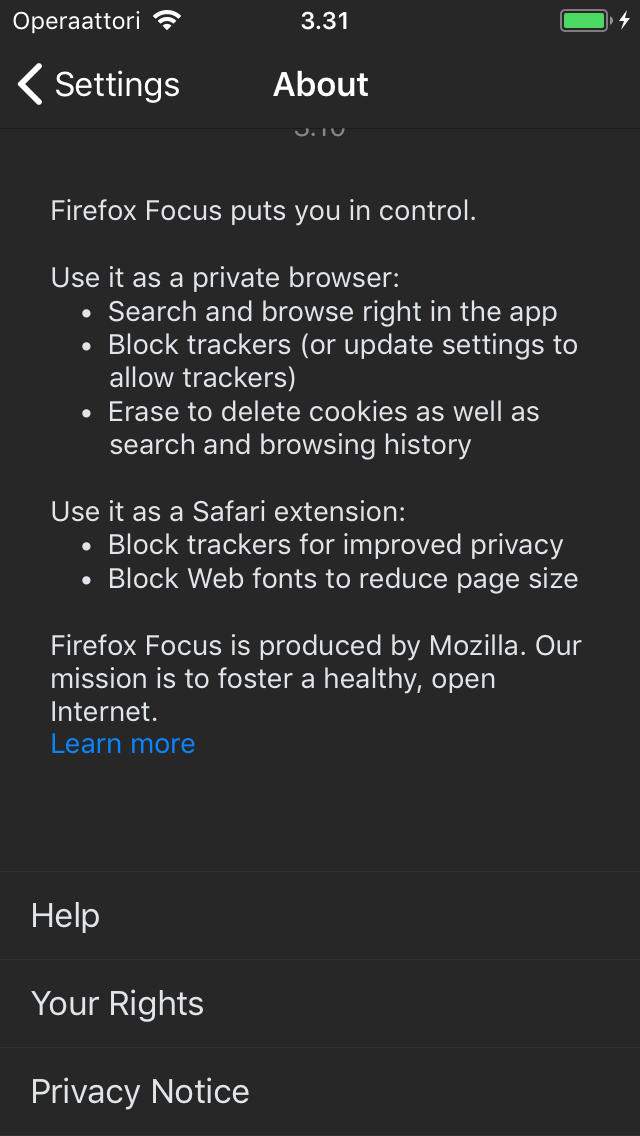 Operaattori
3.31
Settings
About
Firefox Focus puts you in control.
Use it as a private browser:
• Search and browse right in the app
• Block trackers (or update settings to
allow trackers)
• Erase to delete cookies as well as
search and browsing history
Use it as a Safari extension:
• Block trackers for improved privacy
• Block Web fonts to reduce page size
Firefox Focus is produced by Mozilla. Our
mission is to foster a healthy, open
Internet.
Learn more
Help
Your Rights
Privacy Notice